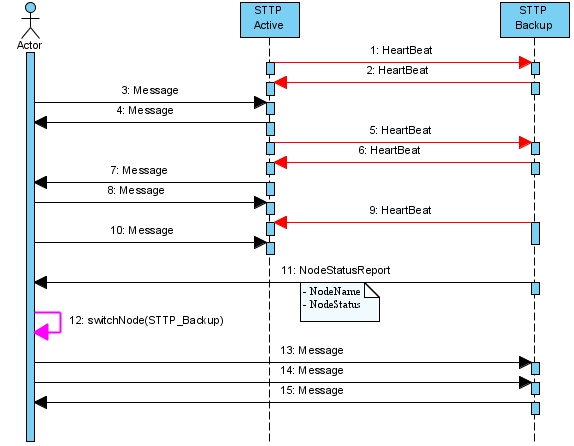 STTP
Active
STTP
Backup
Actor
1: HeartBeat
2: HeartBeat
3: Message
4: Message
5: HeartBeat
6: HeartBeat
7: Message
8: Message
9: HeartBeat
10: Message
11: NodeStatusReport
- NodeName
- NodeStatus
12: switchNode(STTP_Backup)
13: Message
14: Message
15: Message